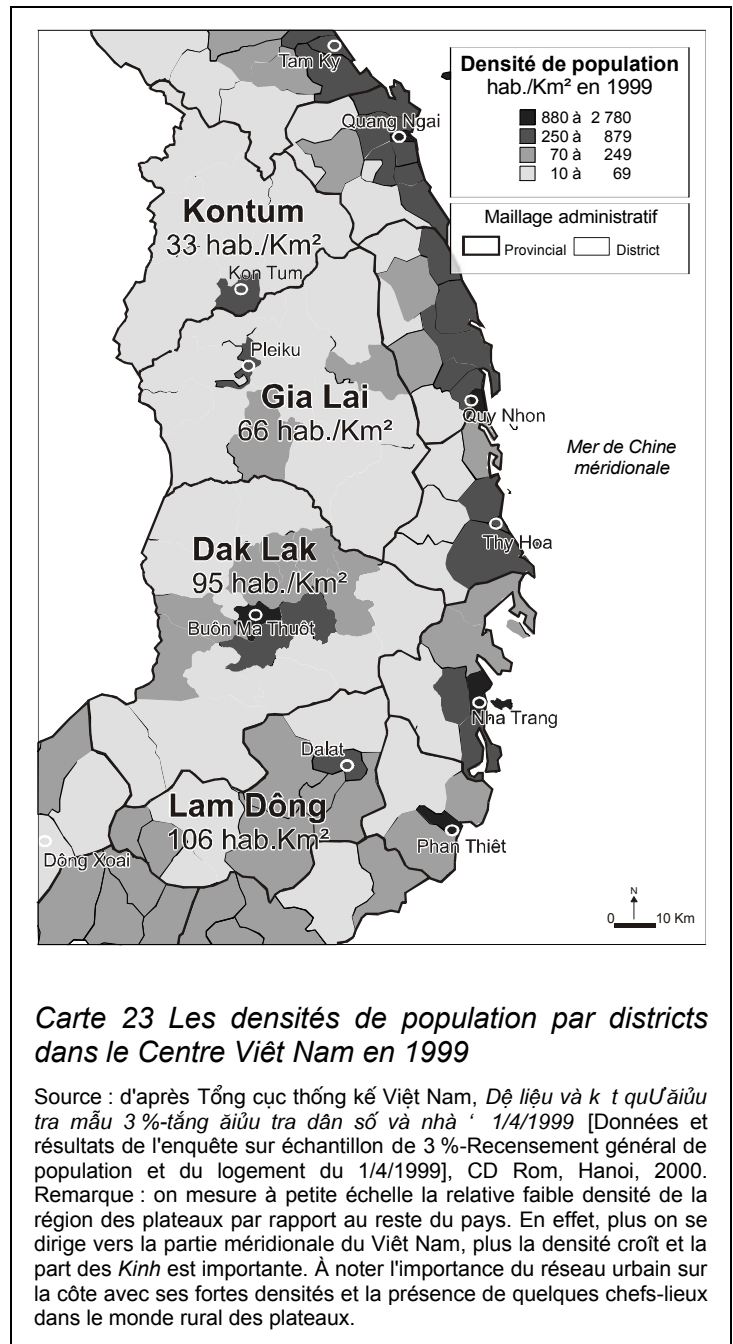 Tam Ky
Densité de population
hab./Km² en 1999
880 à 2 780
250 à 879
70 à 249
10 à 69
Quang Ngai
Maillage administratif
Provincial District
Kontum
33 hab./Km²
Kon Tum
Pleiku
Gia Lai
66 hab./Km²
Quy Nhon
Mer de Chine
méridionale
Thy Hoa
Dak Lak
95 hab./Km²
Buôn Ma Thuôt
Nha Trang
Dalat
Lam Dông
106 hab.Km²
Phan Thiêt
Dông Xoai
N
0 10 Km
Carte 23 Les densités de population par districts
dans le Centre Viêt Nam en 1999
Source : d'après Tổng cục thống kế Việt Nam, Dệ liệu và k t quƯăiủu
tra mẫu 3 %-tắng ăiủu tra dân số và nhà ‘ 1/4/1999 [Données et
résultats de l'enquête sur échantillon de 3 %-Recensement général de
population et du logement du 1/4/1999], CD Rom, Hanoi, 2000.
Remarque : on mesure à petite échelle la relative faible densité de la
région des plateaux par rapport au reste du pays. En effet, plus on se
dirige vers la partie méridionale du Viêt Nam, plus la densité croît et la
part des Kinh est importante. À noter l'importance du réseau urbain sur
la côte avec ses fortes densités et la présence de quelques chefs-lieux
dans le monde rural des plateaux.